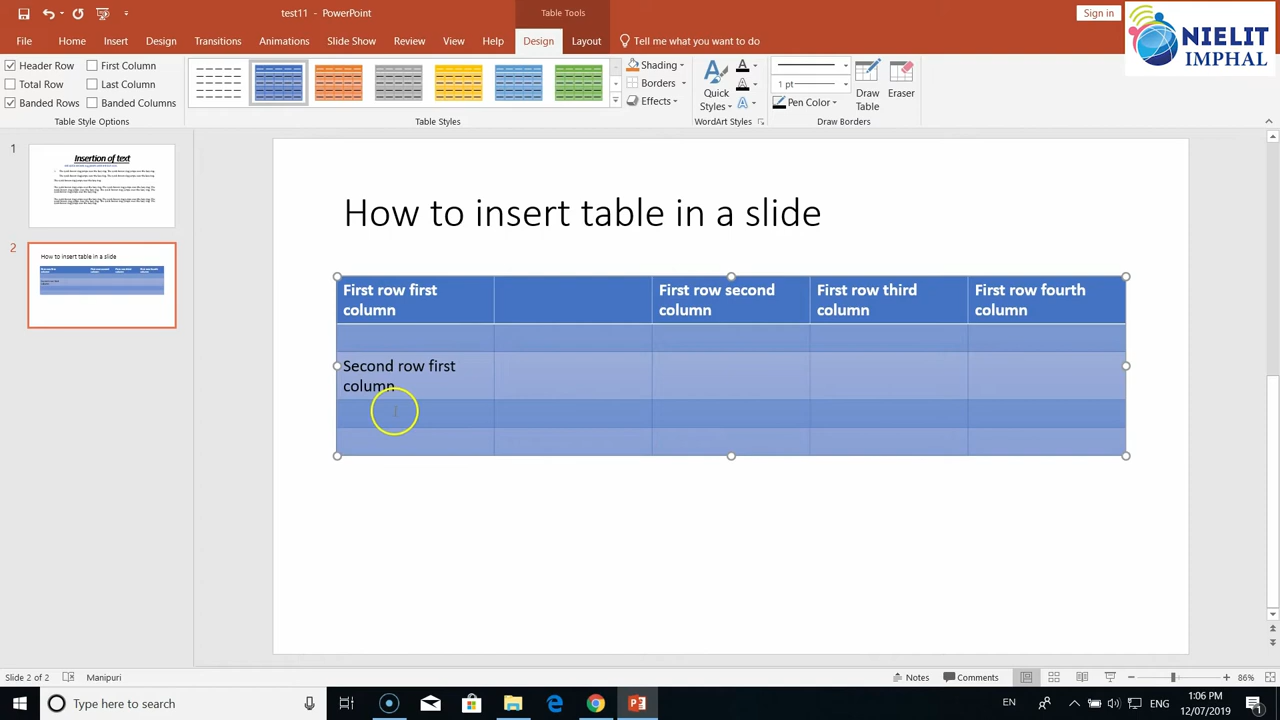 test11 - PowerPoint
Table Tools
Sign in
NIELIT
IMPHAL
File Home Insert Design Transitions Animations Slide Show Review View Help Design Layout Tell me what you want to do
Header Row First Column
Total Row Last Column
Banded Rows Banded Columns
Table Style Options
Table Styles
Shading
Borders
Effects
Quick
Styles
WordArt Styles
1 pt
Pen Color
Draw
Table
Eraser
Draw Borders
1
Insertion of text
2
How to insert table in a slide
How to insert table in a slide
First row first
column
First row second
column
First row third
column
First row fourth
column
Second row first
column
Slide 2 of 2 Manipuri
Notes Comments 86%
Type here to search
EN
ENG
1:06 PM
12/07/2019
1